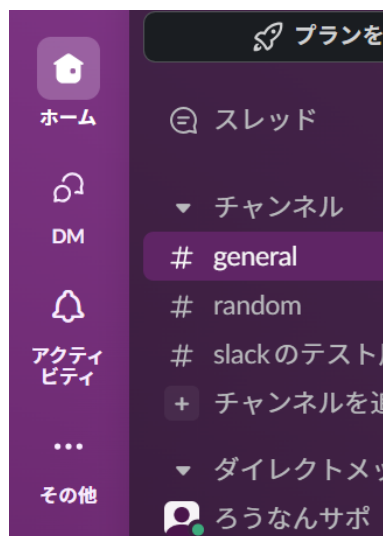 ホーム
DM
アクティ
ビティ
その他
プランを
スレッド
チャンネル
# general
# random
# slackのテスト
+ チャンネルを追
ダイレクトメッ
ろうなんサポ